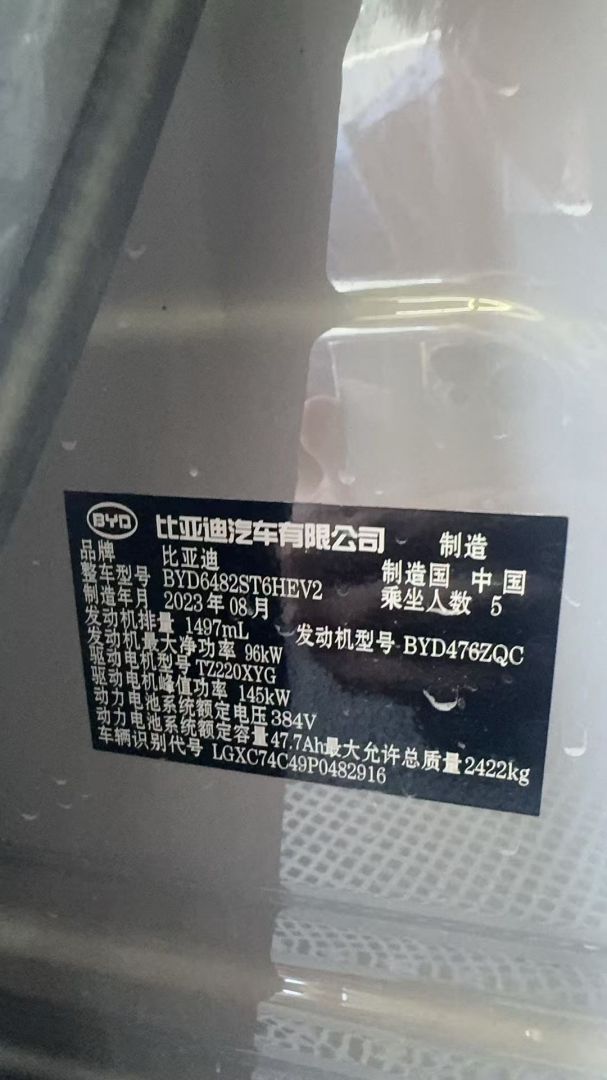 BYD 比亚迪汽车有限公司 制造
品牌 比亚迪 制造国 中国
整车型号 BYD6482ST6HEV2 乘坐人数 5
制造年月 2023年08月
发动机排量 1497mL 发动机型号 BYD476ZQC
发动机最大净功率 96kW
驱动电机型号 TZ220XYG
驱动电机峰值功率 145kW
动力电池系统额定电压 384V
动力电池系统额定容量 47.7Ah 最大允许总质量 2422kg
车辆识别代号 LGXC74C49P0482916